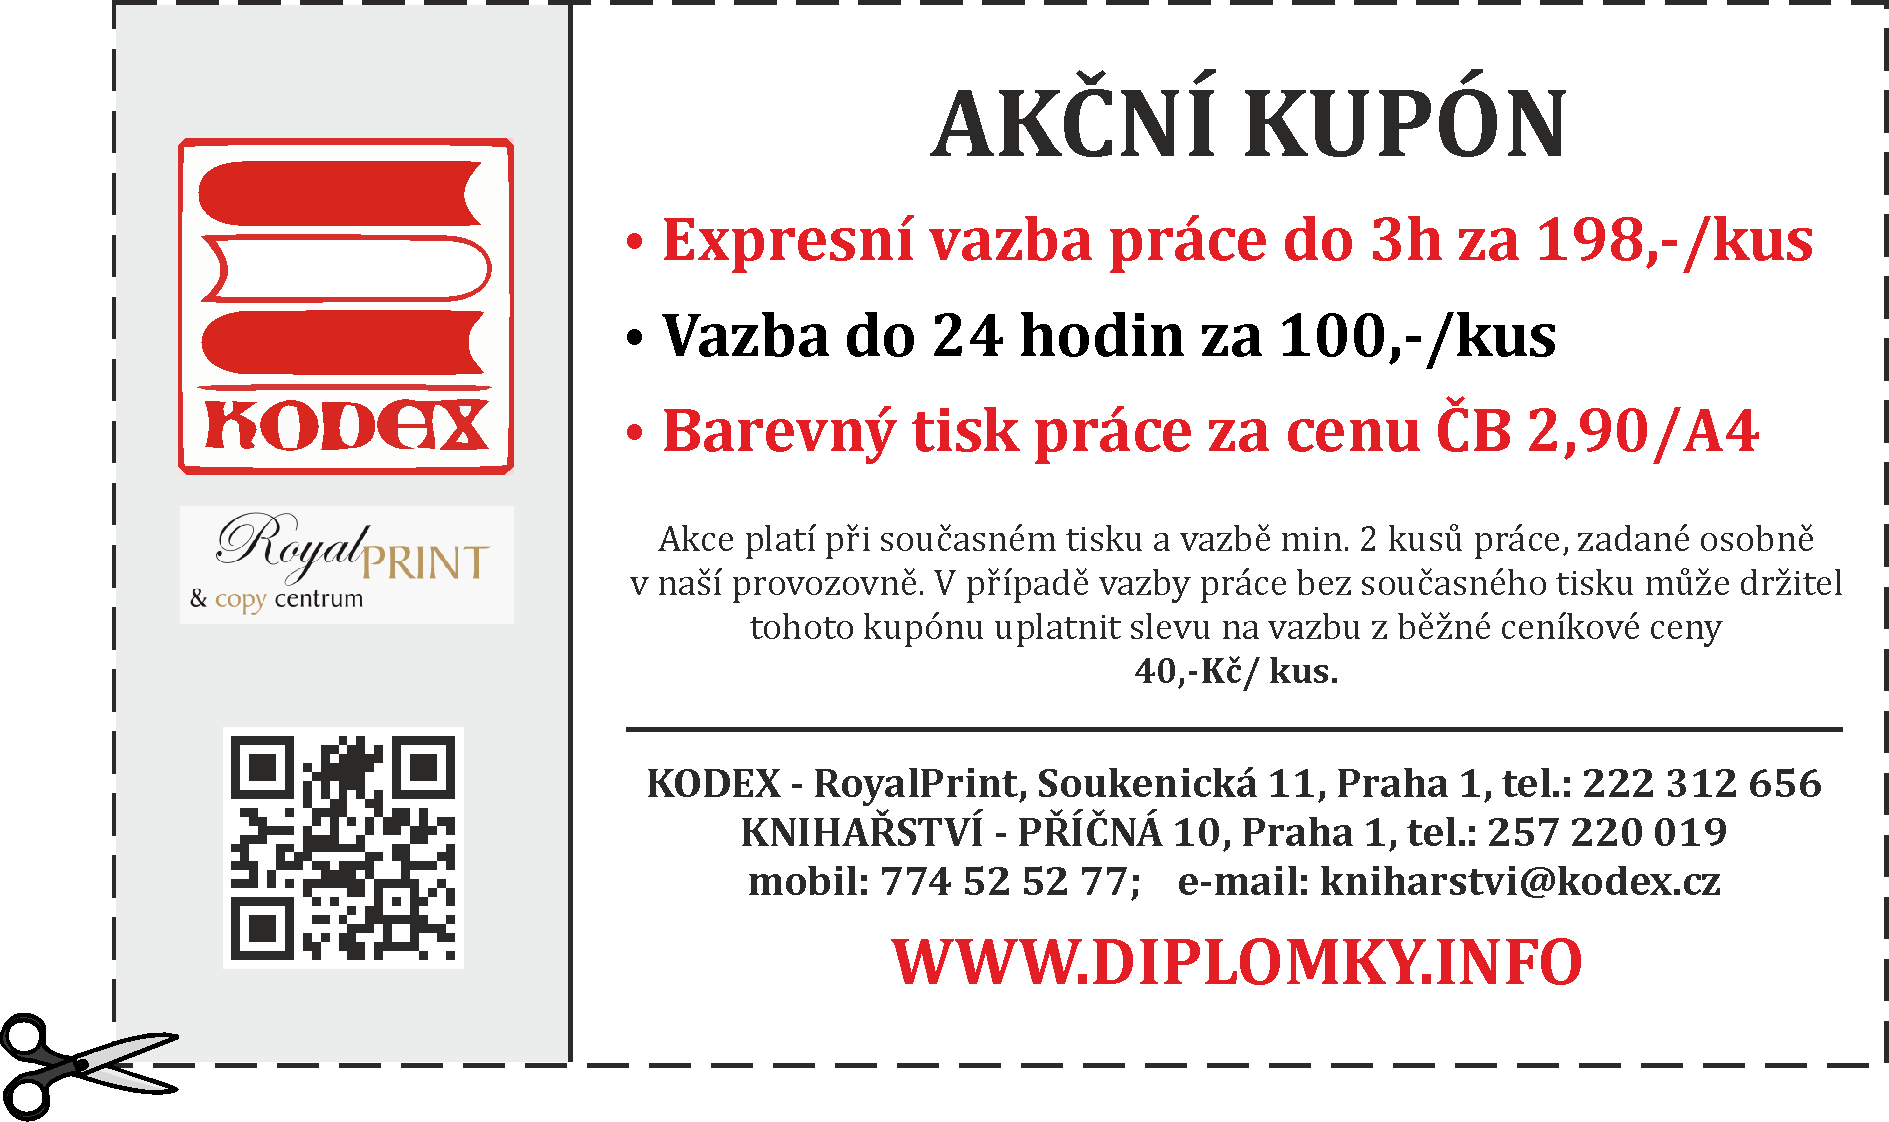 KODEX
RoyalPRINT
& copy centrum
AKČNÍ KUPÓN
• Expresní vazba práce do 3h za 198,-/kus
• Vazba do 24 hodin za 100,-/kus
• Barevný tisk práce za cenu ČB 2,90/A4
Akce platí při současném tisku a vazbě min. 2 kusů práce, zadané osobně
v naší provozovně. V případě vazby práce bez současného tisku může držitel
tohoto kupónu uplatnit slevu na vazbu z běžné ceníkové ceny
40,-Kč/ kus.
KODEX - RoyalPrint, Soukenická 11, Praha 1, tel.: 222 312 656
KNIHAŘSTVÍ - PŘÍČNÁ 10, Praha 1, tel.: 257 220 019
mobil: 774 52 52 77; e-mail: kniharstvi@kodex.cz
WWW.DIPLOMKY.INFO